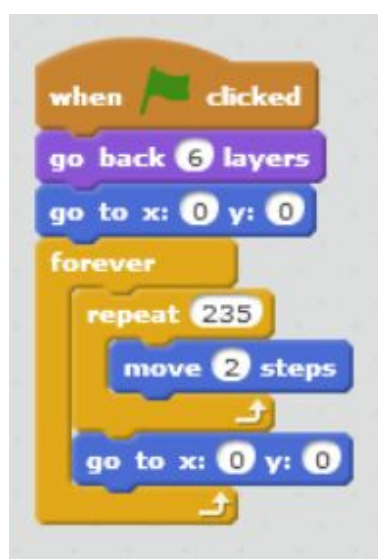 when clicked
go back 6 layers
go to x: 0 y: 0
forever
repeat 235
move 2 steps
go to x: 0 y: 0